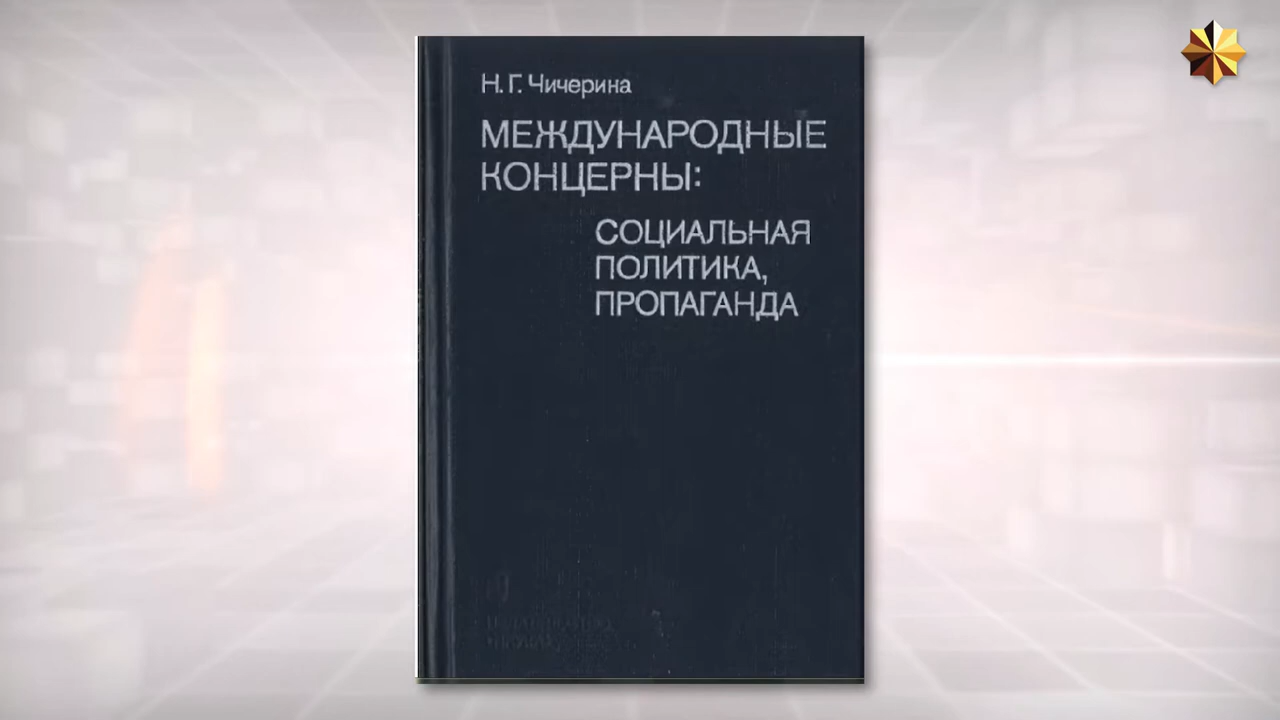 Н. Г. Чичерина
МЕЖДУНАРОДНЫЕ
КОНЦЕРНЫ:
СОЦИАЛЬНАЯ
ПОЛИТИКА,
ПРОПАГАНДА